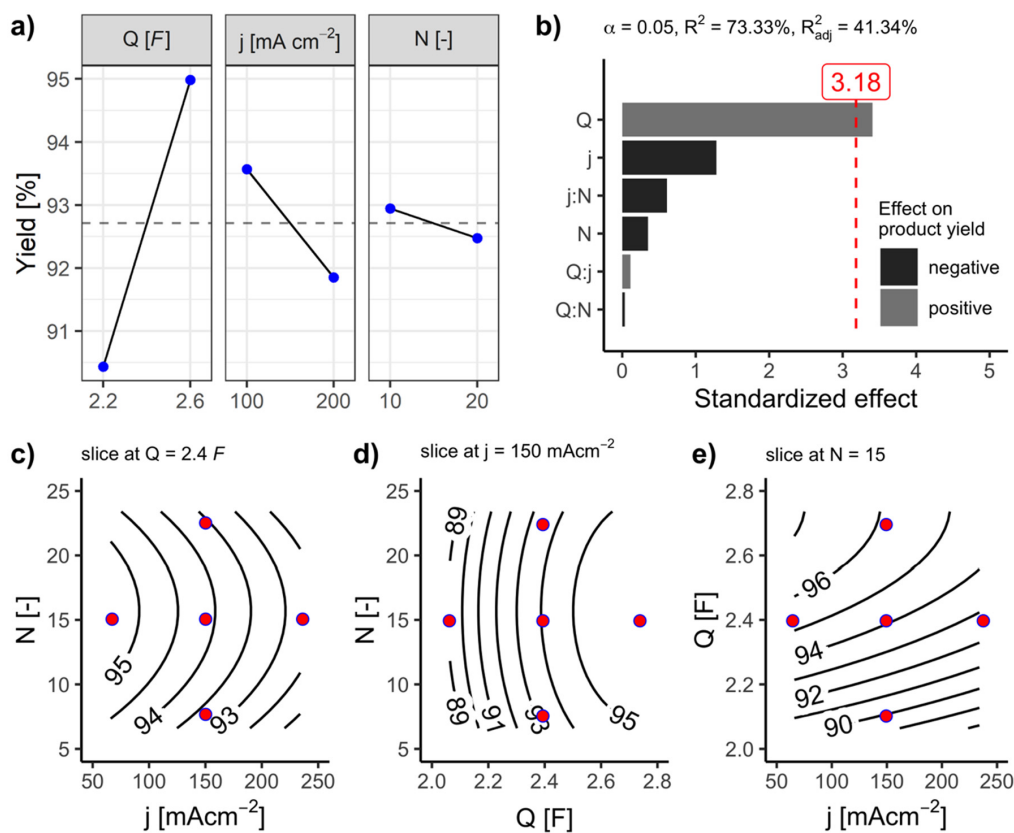 a)
Q [F]
j [mA cm−2]
N [-]
Yield [%]
95
94
93
92
91
2.2
2.6
100
200
10
20
b)
α = 0.05, R2 = 73.33%, R2adj = 41.34%
3.18
Q
j
j:N
N
Q:j
Q:N
Effect on
product yield
negative
positive
0
1
2
3
4
5
Standardized effect
c)
slice at Q = 2.4 F
N [-]
25
20
15
10
5
95
94
93
50
100
150
200
250
j [mAcm−2]
d)
slice at j = 150 mAcm−2
N [-]
25
20
15
10
5
89
89
91
93
95
2.0
2.2
2.4
2.6
2.8
Q [F]
e)
slice at N = 15
Q [F]
2.8
2.6
2.4
2.2
2.0
96
94
92
90
50
100
150
200
250
j [mAcm−2]